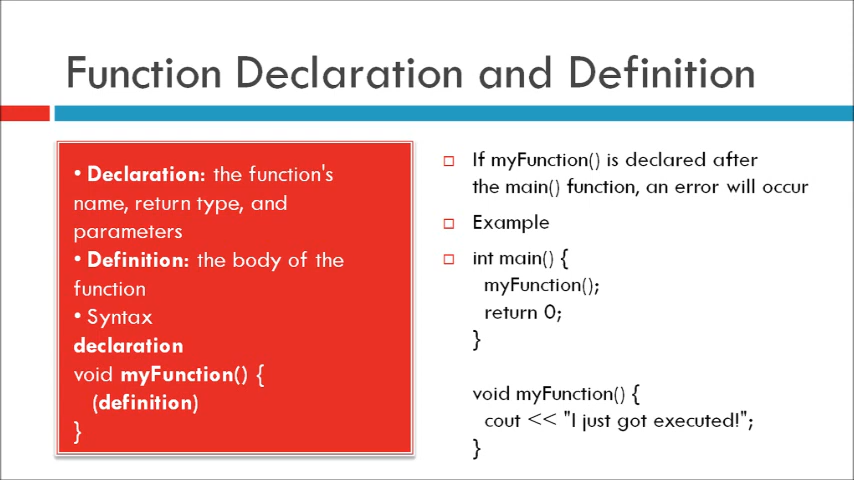 Function Declaration and Definition
• Declaration: the function's
name, return type, and
parameters
• Definition: the body of the
function
• Syntax
declaration
void myFunction() {
(definition)
}
If myFunction() is declared after
the main() function, an error will occur
Example
int main() {
myFunction();
return 0;
}
void myFunction() {
cout << "I just got executed!";
}